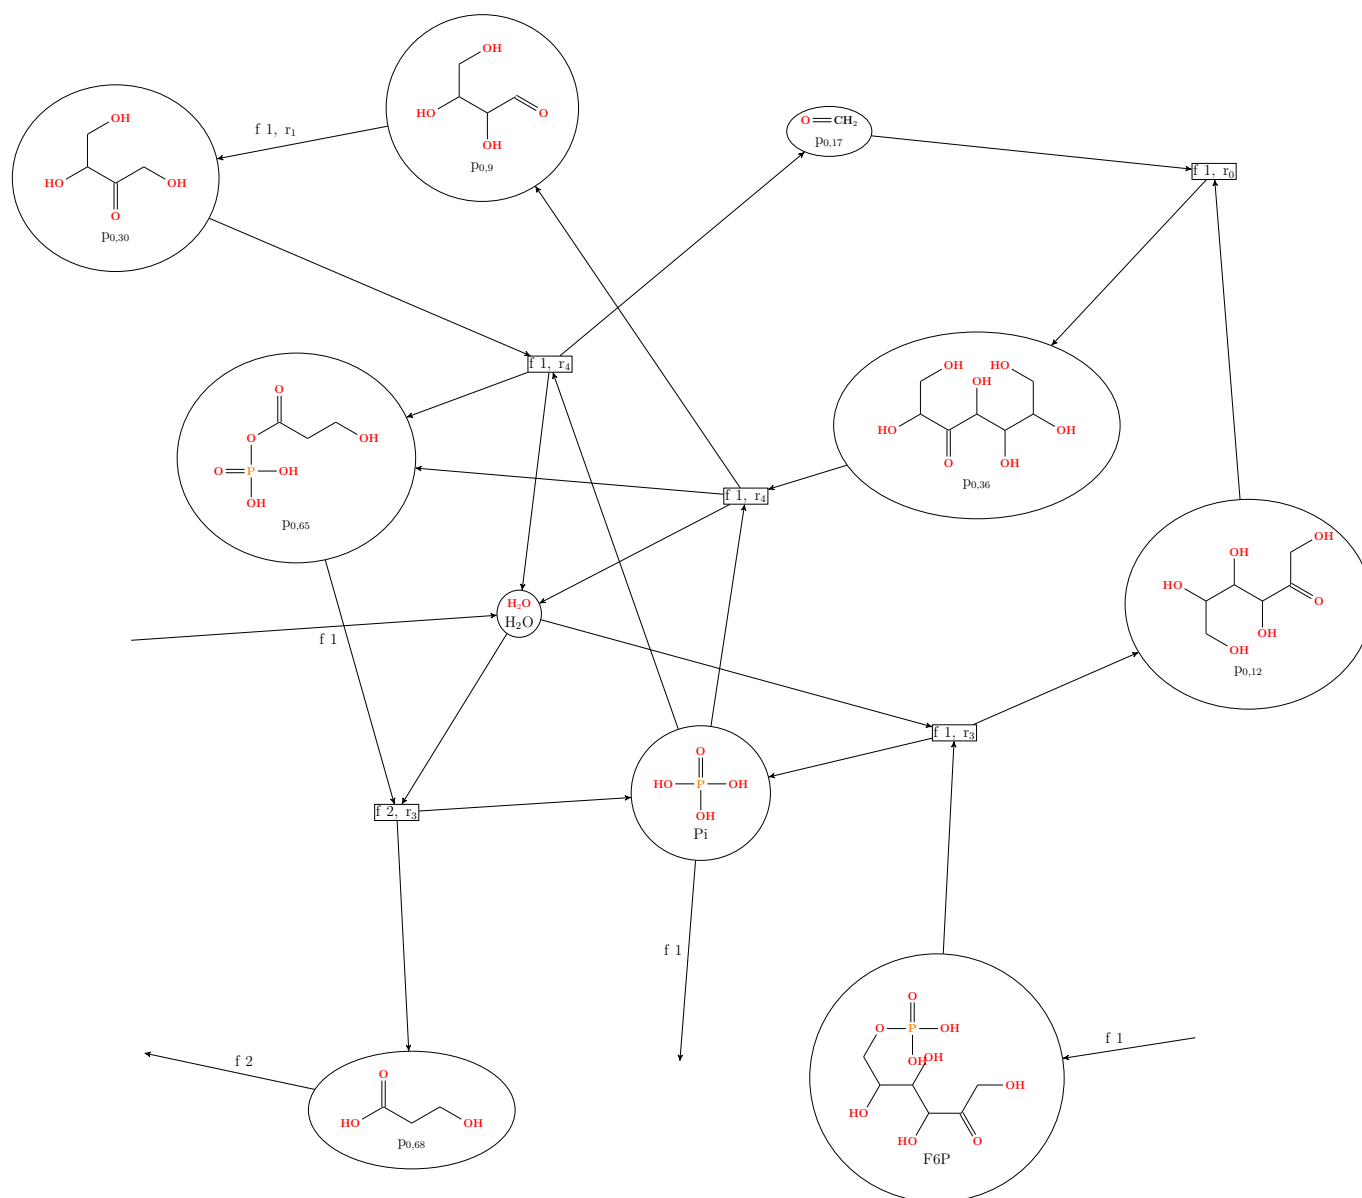 OH
HO
O
OH
p0,9
f 1, r1
OH
HO
OH
O
p0,30
O CH2
p0,17
f 1, r0
f 1, r4
OH
HO
OH
HO
OH
O
OH
p0,36
O
O
OH
O P OH
OH
p0,65
f 1, r4
OH
OH
HO
O
OH
OH
p0,12
H2O
H2O
f 1
f 1, r3
O
HO P OH
OH
Pi
f 2, r3
f 1
O
O P OH
OH
OH
OH
HO
HO
O
F6P
f 1
f 2
O
HO
OH
p0,68